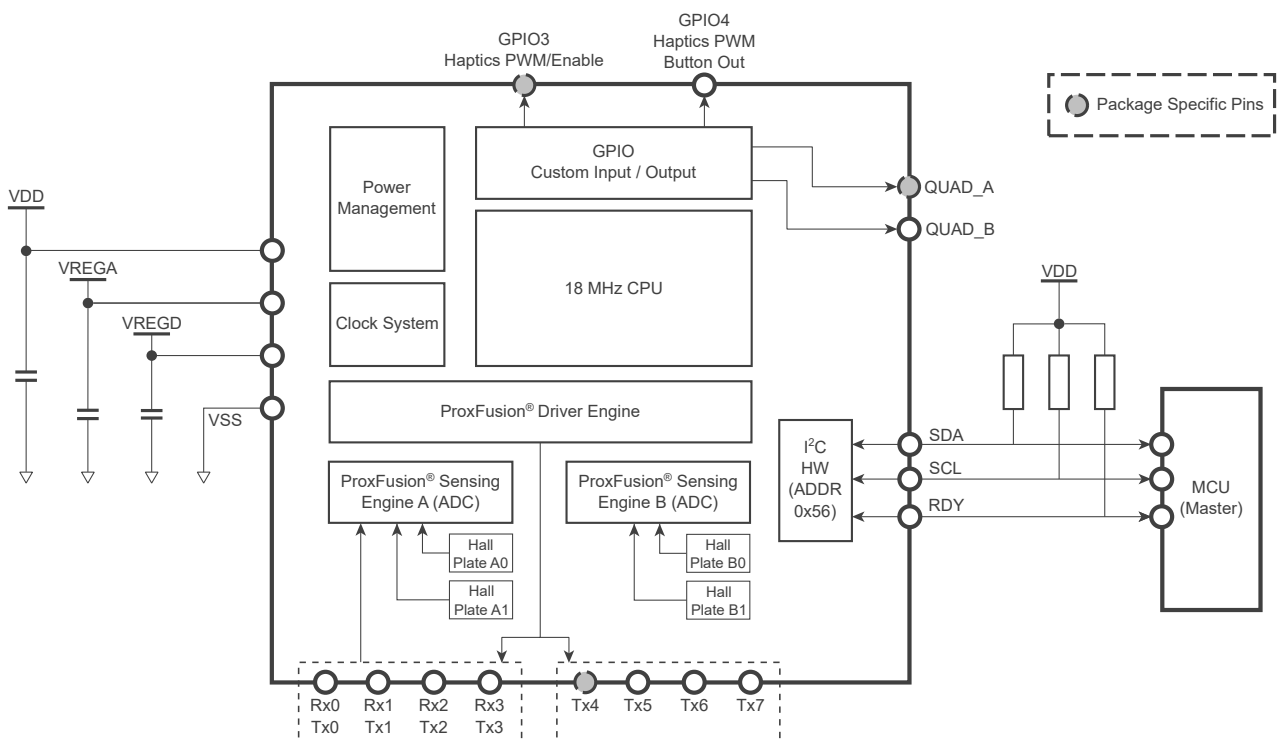 GPIO3
Haptics PWM/Enable
GPIO4
Haptics PWM
Button Out
Package Specific Pins
GPIO
Custom Input / Output
Power
Management
QUAD_A
QUAD_B
VDD
VREGA
VREGD
VSS
18 MHz CPU
Clock System
VDD
ProxFusion® Driver Engine
I²C
HW
(ADDR
0x56)
SDA
SCL
RDY
MCU
(Master)
ProxFusion® Sensing
Engine A (ADC)
ProxFusion® Sensing
Engine B (ADC)
Hall
Plate A0
Hall
Plate A1
Hall
Plate B0
Hall
Plate B1
Rx0
Tx0
Rx1
Tx1
Rx2
Tx2
Rx3
Tx3
Tx4
Tx5
Tx6
Tx7